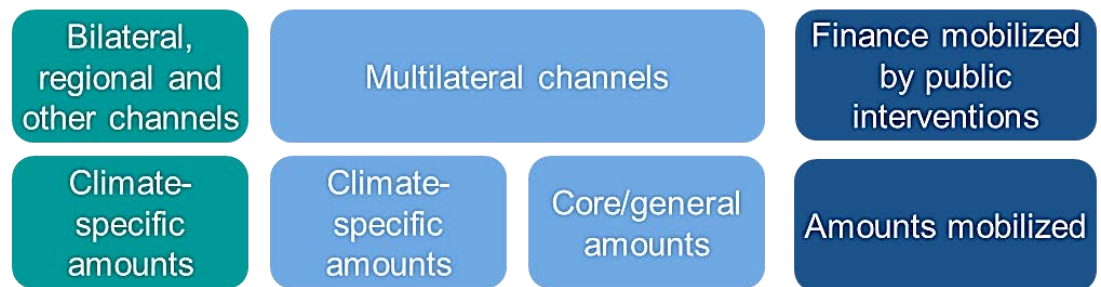 Bilateral,
regional and
other channels
Multilateral channels
Finance mobilized
by public
interventions
Climate-
specific
amounts
Climate-
specific
amounts
Core/general
amounts
Amounts mobilized